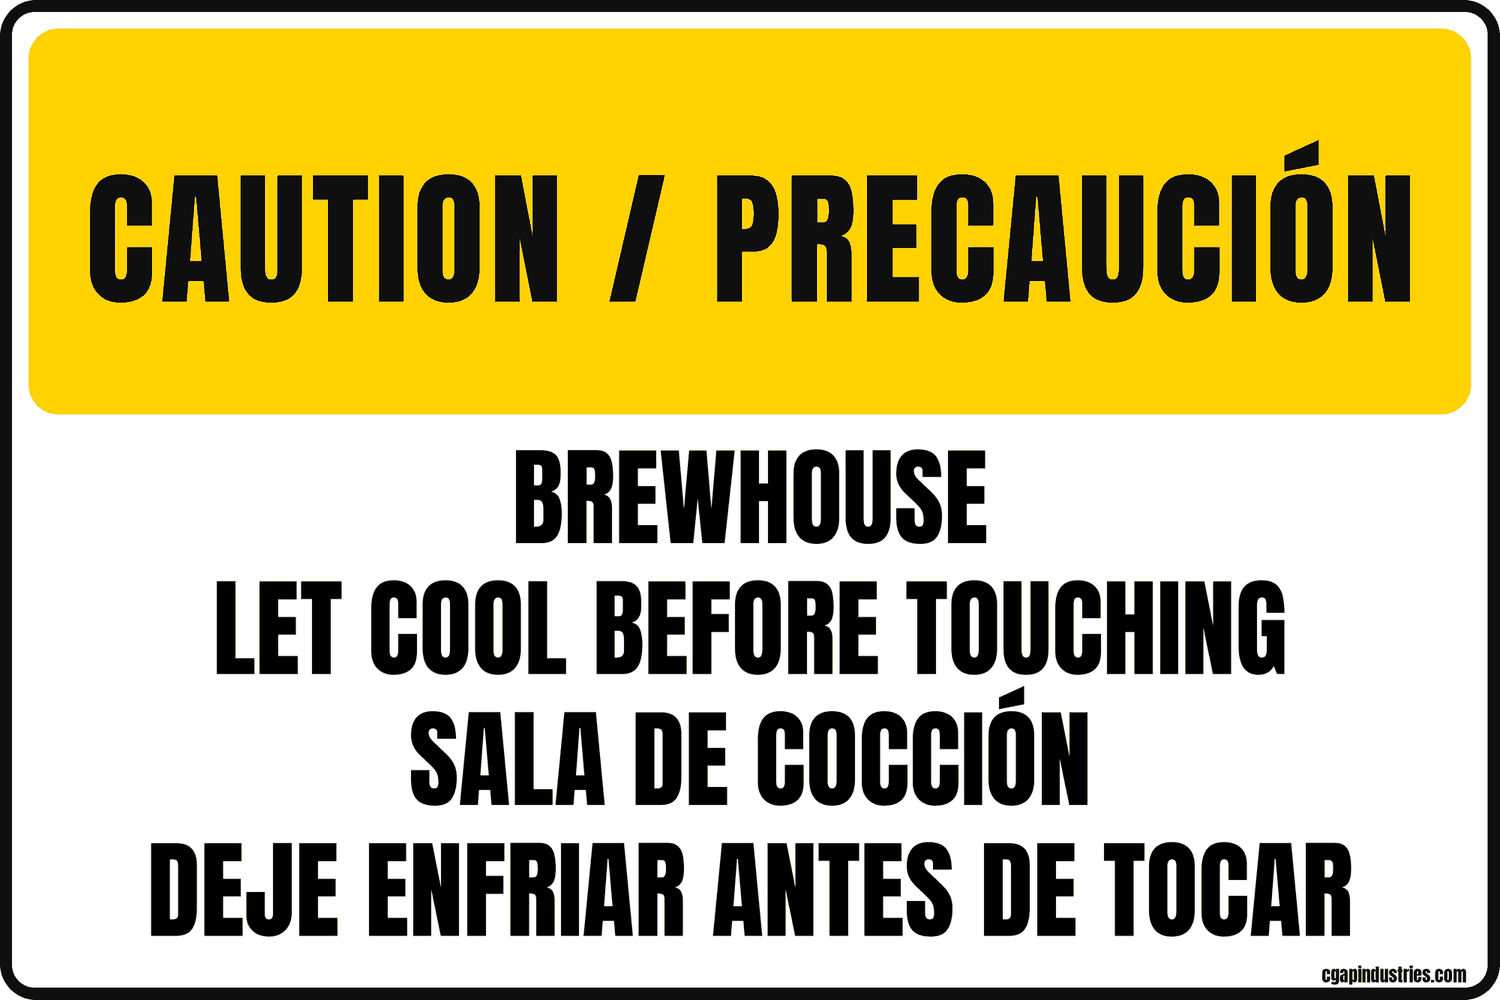 CAUTION / PRECAUCIÓN
BREWHOUSE
LET COOL BEFORE TOUCHING
SALA DE COCCIÓN
DEJE ENFRIAR ANTES DE TOCAR
cgapindustries.com